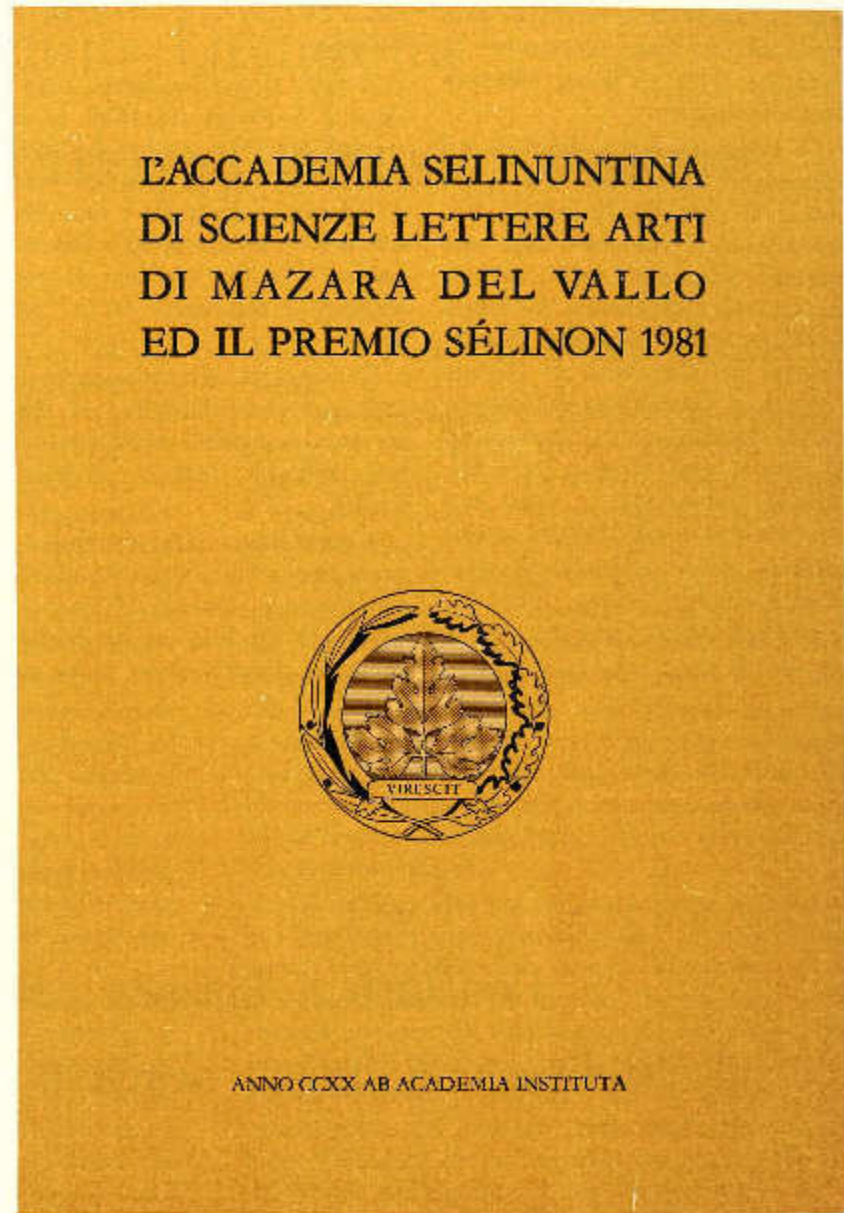 L'ACCADEMIA SELINUNTINA
DI SCIENZE LETTERE ARTI
DI MAZARA DEL VALLO
ED IL PREMIO SÉLINON 1981
VIRESCIT
ANNO CCXX AB ACADEMIA INSTITUTA